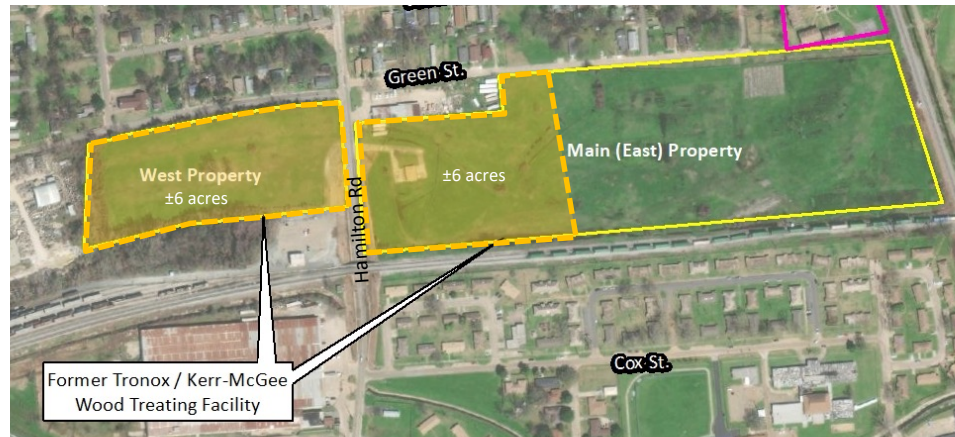 Green St.
West Property
±6 acres
±6 acres
Main (East) Property
Hamilton Rd
Former Tronox / Kerr-McGee
Wood Treating Facility
Cox St.